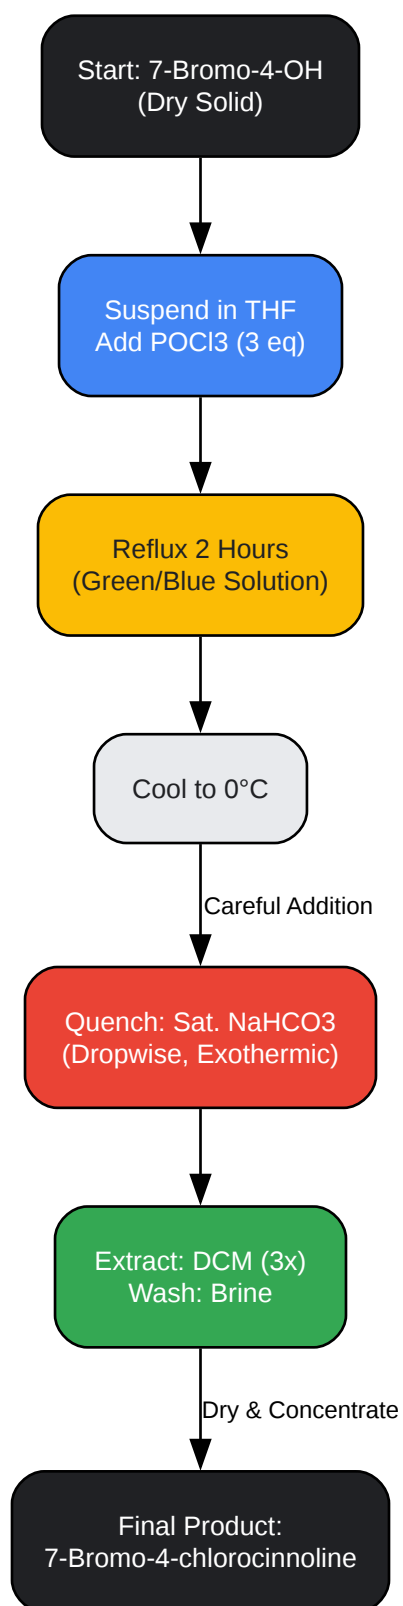 Start: 7-Bromo-4-OH
(Dry Solid)
Suspend in THF
Add POCl3 (3 eq)
Reflux 2 Hours
(Green/Blue Solution)
Cool to 0°C
Careful Addition
Quench: Sat. NaHCO3
(Dropwise, Exothermic)
Extract: DCM (3x)
Wash: Brine
Dry & Concentrate
Final Product:
7-Bromo-4-chlorocinnoline